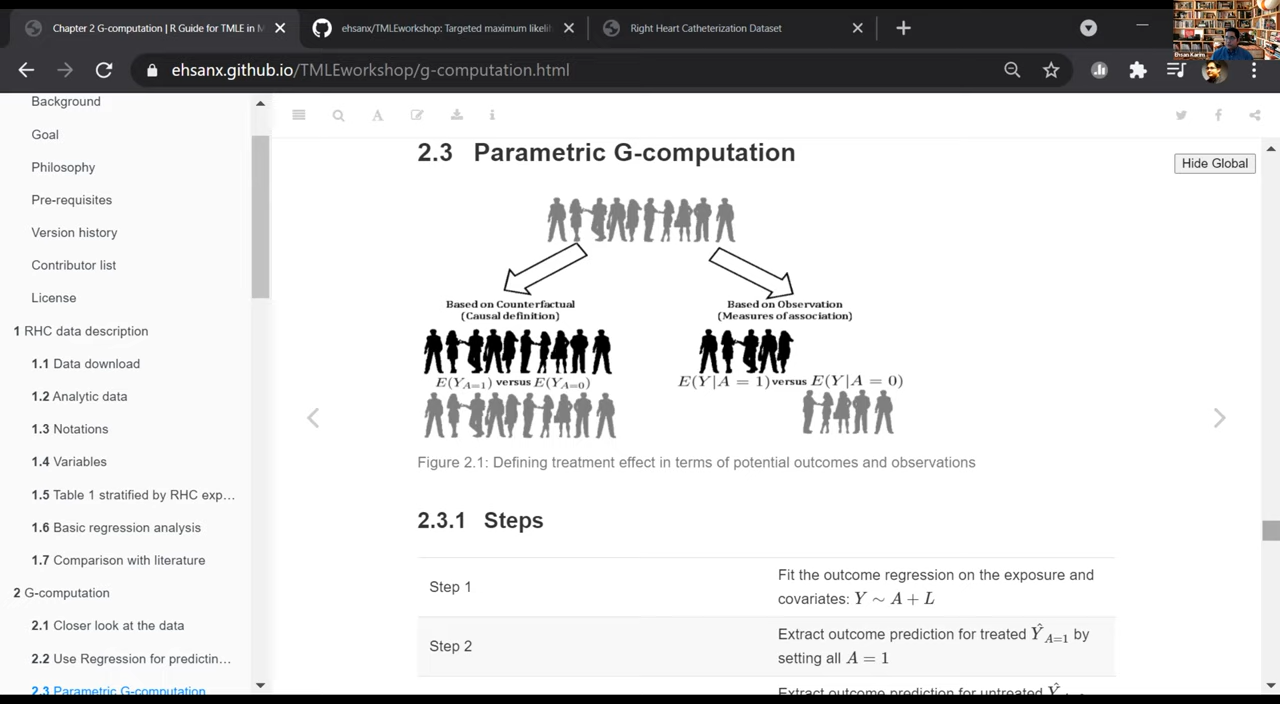 Chapter 2 G-computation | R Guide for TMLE in M
ehsanx/TMLEworkshop: Targeted maximum likeli
Right Heart Catheterization Dataset
Ehsan Karim
ehsanx.github.io/TMLEworkshop/g-computation.html
Background
Goal
Philosophy
Pre-requisites
Version history
Contributor list
License
1 RHC data description
1.1 Data download
1.2 Analytic data
1.3 Notations
1.4 Variables
1.5 Table 1 stratified by RHC exp...
1.6 Basic regression analysis
1.7 Comparison with literature
2 G-computation
2.1 Closer look at the data
2.2 Use Regression for predictin...
2.3 Parametric G-computation
Hide Global
2.3 Parametric G-computation
Based on Counterfactual
(Causal definition)
E(Y_{A=1}) versus E(Y_{A=0})
Based on Observation
(Measures of association)
E(Y|A = 1) versus E(Y|A = 0)
Figure 2.1: Defining treatment effect in terms of potential outcomes and observations
2.3.1 Steps
Step 1
Fit the outcome regression on the exposure and
covariates: Y ∼ A + L
Step 2
Extract outcome prediction for treated Ŷ_{A=1} by
setting all A = 1
Extract outcome prediction for untreated